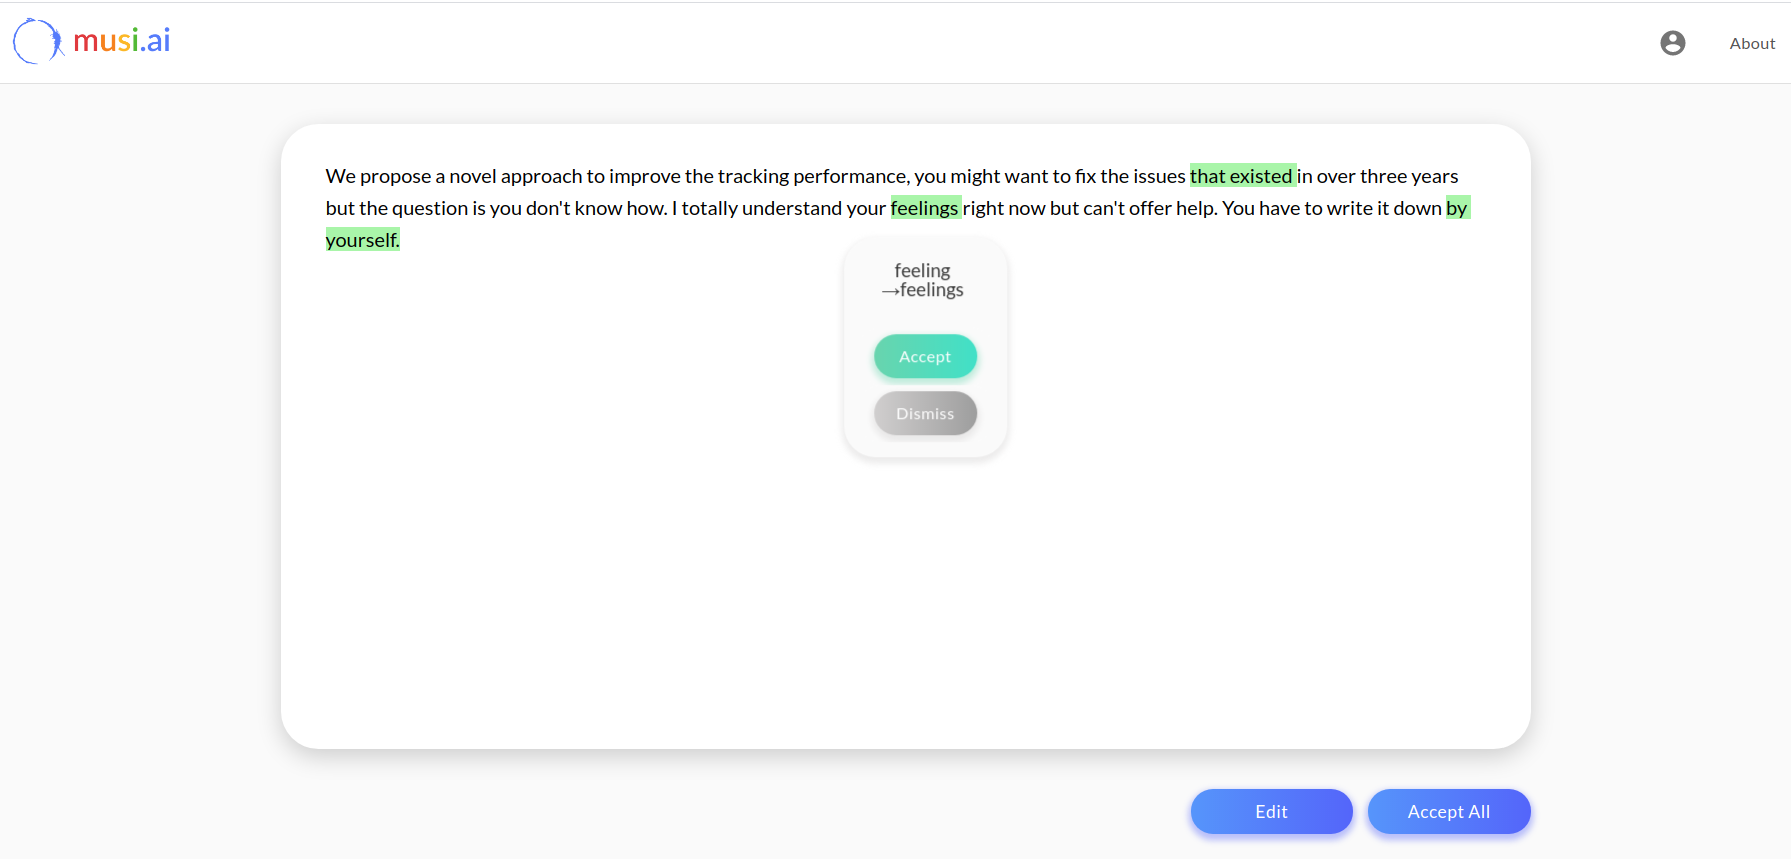 musi.ai
About
We propose a novel approach to improve the tracking performance, you might want to fix the issues that existed in over three years
but the question is you don't know how. I totally understand your feelings right now but can't offer help. You have to write it down by
yourself.
feeling
→feelings
Accept
Dismiss
Edit
Accept All